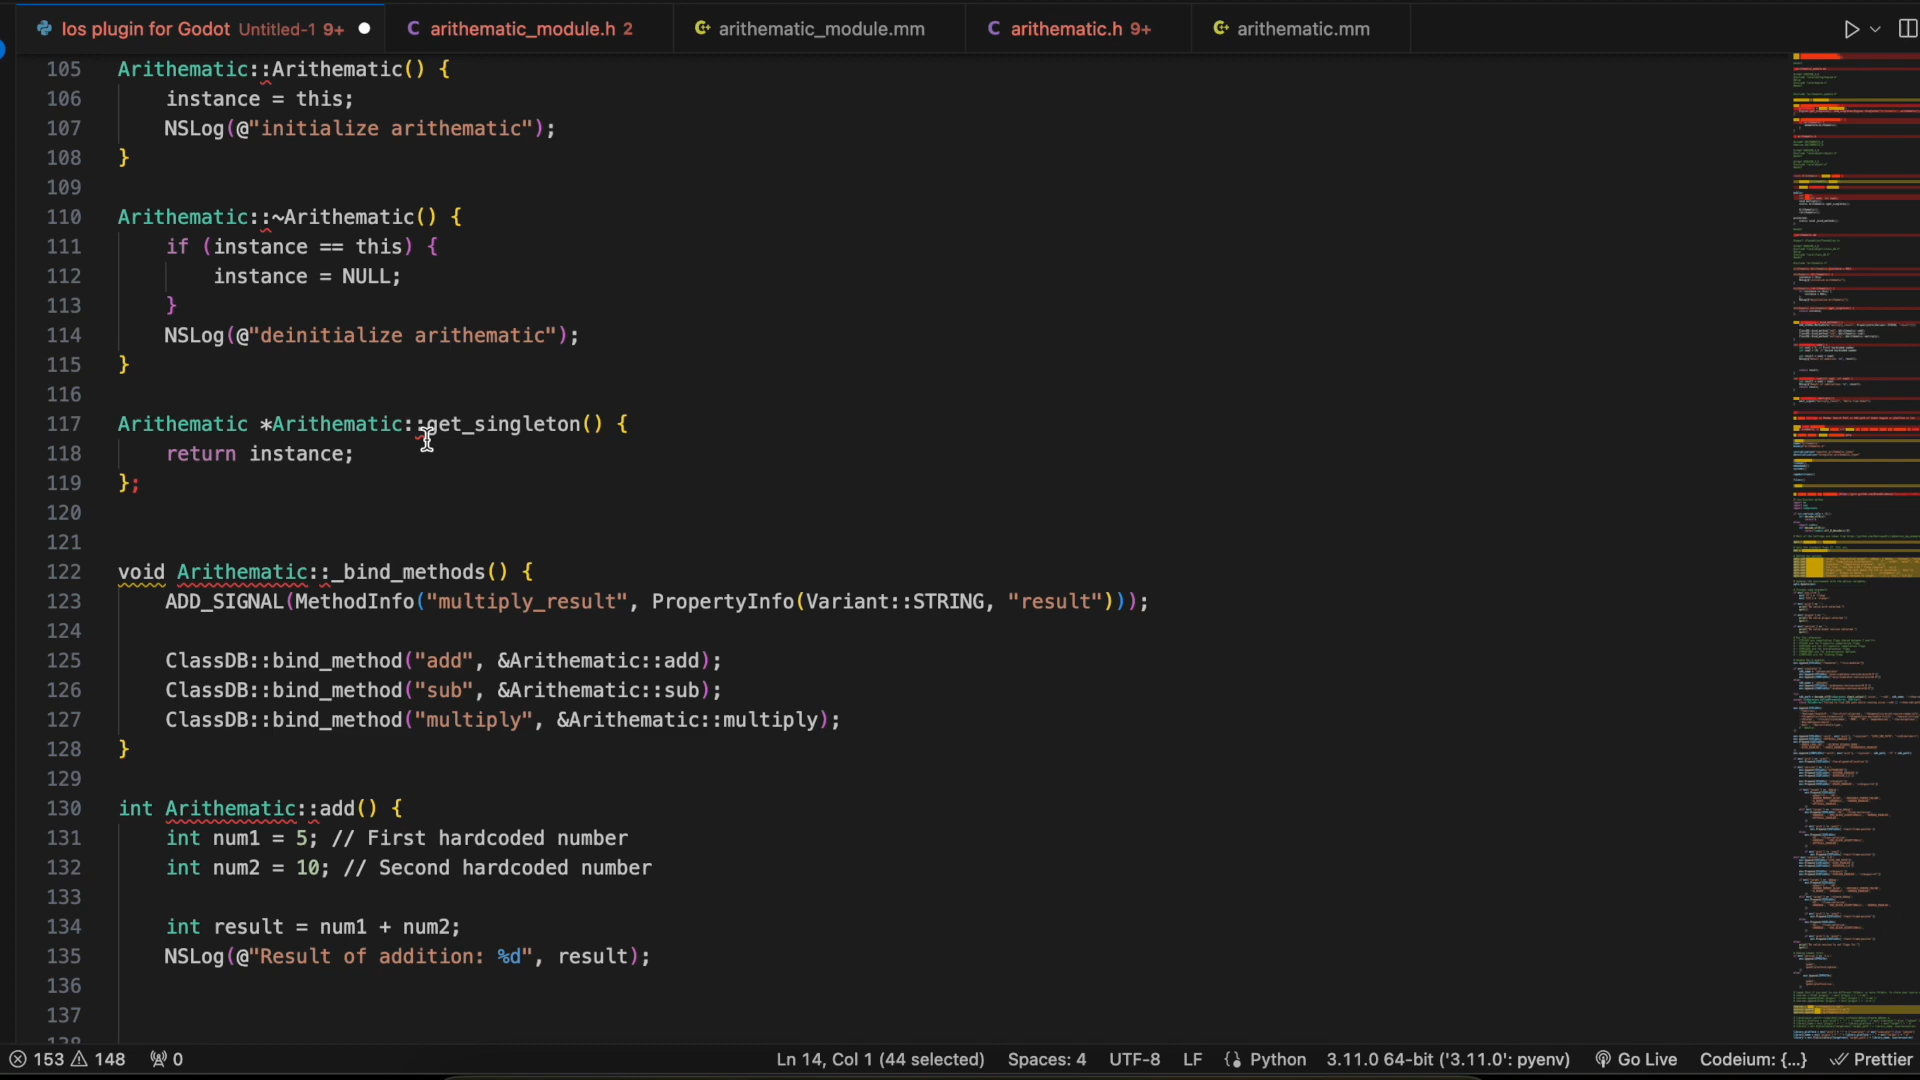 Ios plugin for Godot Untitled-1 9+ ● C arithematic_module.h 2 arithematic_module.mm C arithematic.h 9+ arithematic.mm
105 Arithematic::Arithematic() {
106 instance = this;
107 NSLog(@"initialize arithematic");
108 }
109
110 Arithematic::~Arithematic() {
111 if (instance == this) {
112 instance = NULL;
113 }
114 NSLog(@"deinitialize arithematic");
115 }
116
117 Arithematic *Arithematic::get_singleton() {
118 return instance;
119 };
120
121
122 void Arithematic::_bind_methods() {
123 ADD_SIGNAL(MethodInfo("multiply_result", PropertyInfo(Variant::STRING, "result")));
124
125 ClassDB::bind_method("add", &Arithematic::add);
126 ClassDB::bind_method("sub", &Arithematic::sub);
127 ClassDB::bind_method("multiply", &Arithematic::multiply);
128 }
129
130 int Arithematic::add() {
131 int num1 = 5; // First hardcoded number
132 int num2 = 10; // Second hardcoded number
133
134 int result = num1 + num2;
135 NSLog(@"Result of addition: %d", result);
136
137
138
153 148 0 Ln 14, Col 1 (44 selected) Spaces: 4 UTF-8 LF Python 3.11.0 64-bit ('3.11.0': pyenv) Go Live Codeium: {...} Prettier